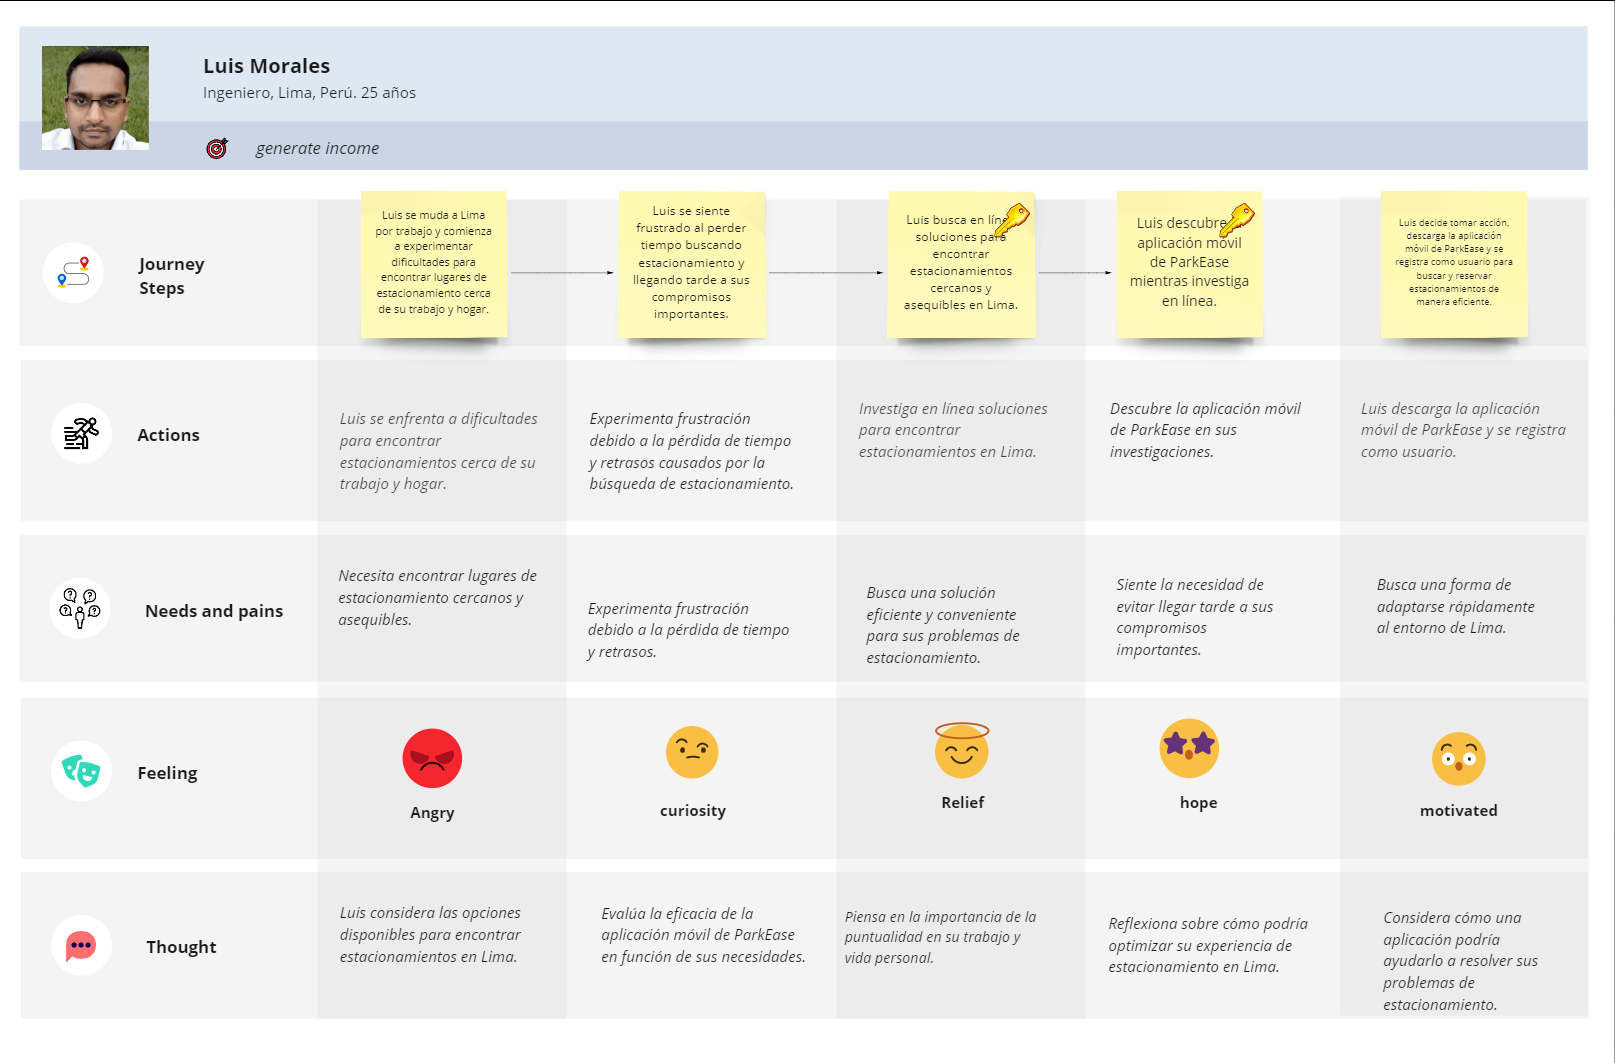 Luis Morales
Ingeniero, Lima, Perú. 25 años
generate income
Journey
Steps
Luis se muda a Lima
por trabajo y comienza
a experimentar
dificultades para
encontrar lugares de
estacionamiento cerca
de su trabajo y hogar.
Luis se siente
frustrado al perder
tiempo buscando
estacionamiento y
llegando tarde a sus
compromisos
importantes.
Luis busca en líne
soluciones para
encontrar
estacionamientos
cercanos y
asequibles en Lima.
Luis descubre
aplicación móvil
de ParkEase
mientras investiga
en línea.
Luis decide tomar acción,
descarga la aplicación
móvil de ParkEase y se
registra como usuario para
buscar y reservar
estacionamientos de
manera eficiente.
Actions
Luis se enfrenta a dificultades
para encontrar
estacionamientos cerca de su
trabajo y hogar.
Experimenta frustración
debido a la pérdida de tiempo
y retrasos causados por la
búsqueda de estacionamiento.
Investiga en línea soluciones
para encontrar
estacionamientos en Lima.
Descubre la aplicación móvil
de ParkEase en sus
investigaciones.
Luis descarga la aplicación
móvil de ParkEase y se registra
como usuario.
Needs and pains
Necesita encontrar lugares de
estacionamiento cercanos y
asequibles.
Experimenta frustración
debido a la pérdida de tiempo
y retrasos.
Busca una solución
eficiente y conveniente
para sus problemas de
estacionamiento.
Siente la necesidad de
evitar llegar tarde a sus
compromisos
importantes.
Busca una forma de
adaptarse rápidamente
al entorno de Lima.
Feeling
Angry
curiosity
Relief
hope
motivated
Thought
Luis considera las opciones
disponibles para encontrar
estacionamientos en Lima.
Evalúa la eficacia de la
aplicación móvil de ParkEase
en función de sus necesidades.
Piensa en la importancia de la
puntualidad en su trabajo y
vida personal.
Reflexiona sobre cómo podría
optimizar su experiencia de
estacionamiento en Lima.
Considera cómo una
aplicación podría
ayudarlo a resolver sus
problemas de
estacionamiento.